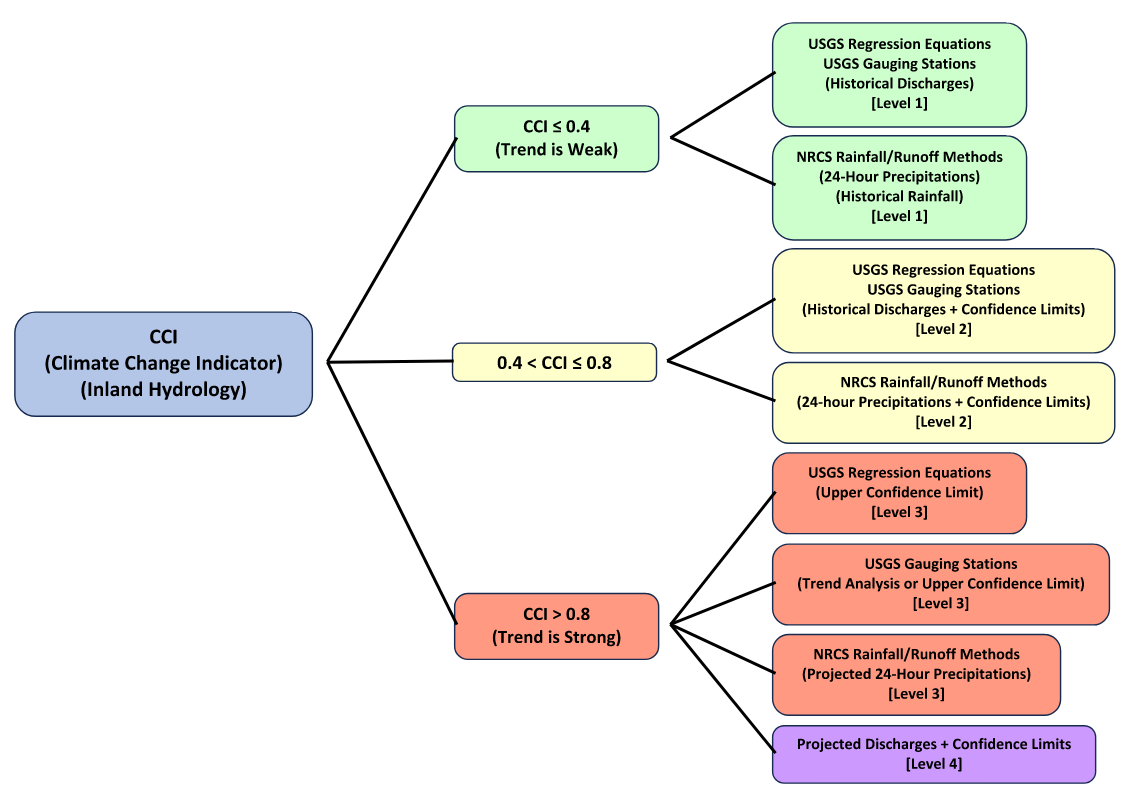 CCI
(Climate Change Indicator)
(Inland Hydrology)
CCI ≤ 0.4
(Trend is Weak)
USGS Regression Equations
USGS Gauging Stations
(Historical Discharges)
[Level 1]
NRCS Rainfall/Runoff Methods
(24-Hour Precipitations)
(Historical Rainfall)
[Level 1]
0.4 < CCI ≤ 0.8
USGS Regression Equations
USGS Gauging Stations
(Historical Discharges + Confidence Limits)
[Level 2]
NRCS Rainfall/Runoff Methods
(24-hour Precipitations + Confidence Limits)
[Level 2]
CCI > 0.8
(Trend is Strong)
USGS Regression Equations
(Upper Confidence Limit)
[Level 3]
USGS Gauging Stations
(Trend Analysis or Upper Confidence Limit)
[Level 3]
NRCS Rainfall/Runoff Methods
(Projected 24-Hour Precipitations)
[Level 3]
Projected Discharges + Confidence Limits
[Level 4]